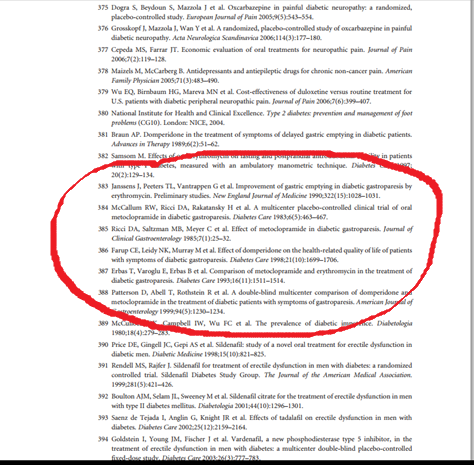 375 Dogra S, Beydoun S, Mazzola J et al. Oxcarbazepine in painful diabetic neuropathy: a randomized,
placebo-controlled study. European Journal of Pain 2005;9(5):543–554.
376 Grosskopf J, Mazzola J, Wan Y et al. A randomized, placebo-controlled study of oxcarbazepine in painful
diabetic neuropathy. Acta Neurologica Scandinavica 2006;114(3):177–180.
377 Cepeda MS, Farrar JT. Economic evaluation of oral treatments for neuropathic pain. Journal of Pain
2006;7(2):119–128.
378 Maizels M, McCarberg B. Antidepressants and antiepileptic drugs for chronic non-cancer pain. American
Family Physician 2005;71(3):483–490.
379 Wu EQ, Birnbaum HG, Mareva MN et al. Cost-effectiveness of duloxetine versus routine treatment for
U.S. patients with diabetic peripheral neuropathic pain. Journal of Pain 2006;7(6):399–407.
380 National Institute for Health and Clinical Excellence. Type 2 diabetes: prevention and management of foot
problems (CG10). London: NICE, 2004.
381 Braun AP. Domperidone in the treatment of symptoms of delayed gastric emptying in diabetic patients.
Advances in Therapy 1989;6(2):51–62.
382 Samsom M. Effects of erythromycin on fasting and postprandial in patients
with type diabetes, measured with an ambulatory manometric technique. Diabetes 1997;
20(2):129–134.
383 Janssens J, Peeters TL, Vantrappen G et al. Improvement of gastric emptying in diabetic gastroparesis by
erythromycin. Preliminary studies. New England Journal of Medicine 1990;322(15):1028–1031.
384 McCallum RW, Ricci DA, Rakatansky H et al. A multicenter placebo-controlled clinical trial of oral
metoclopramide in diabetic gastroparesis. Diabetes Care 1983;6(5):463–467.
385 Ricci DA, Saltzman MB, Meyer C et al. Effect of metoclopramide in diabetic gastroparesis. Journal of
Clinical Gastroenterology 1985;7(1):25–32.
386 Farup CE, Leidy NK, Murray M et al. Effect of domperidone on the health-related quality of life of patients
with symptoms of diabetic gastroparesis. Diabetes Care 1998;21(10):1699–1706.
387 Erbas T, Varoglu E, Erbas B et al. Comparison of metoclopramide and erythromycin in the treatment of
diabetic gastroparesis. Diabetes Care 1993;16(11):1511–1514.
388 Patterson D, Abell T, Rothstein R et al. A double-blind multicenter comparison of domperidone and
metoclopramide in the treatment of diabetic patients with symptoms of gastroparesis. American Journal of
Gastroenterology 1999;94(5):1230–1234.
389 Campbell IW, Wu FC et al. The prevalence of diabetic impotence. Diabetologia
1980;18(4):279–283.
390 Price DE, Gingell JC, Gepi AS et al. Sildenafil: study of a novel oral treatment for erectile dysfunction in
diabetic men. Diabetic Medicine 1998;15(10):821–825.
391 Rendell MS, Rajfer J. Sildenafil for treatment of erectile dysfunction in men with diabetes: a randomized
controlled trial. Sildenafil Diabetes Study Group. The Journal of the American Medical Association.
1999;281(5):421–426.
392 Boulton AJM, Selam JL, Sweeney M et al. Sildenafil citrate for the treatment of erectile dysfunction in men
with type II diabetes mellitus. Diabetologia 2001;44(10):1296–1301.
393 Saenz de Tejada I, Anglin G, Knight JR et al. Effects of tadalafil on erectile dysfunction in men with
diabetes. Diabetes Care 2002;25(12):2159–2164.
394 Goldstein I, Young JM, Fischer J et al. Vardenafil, a new phosphodiesterase type 5 inhibitor, in the
treatment of erectile dysfunction in men with diabetes: a multicenter double-blind placebo-controlled
fixed-dose study. Diabetes Care 2003;26(3):777–783.